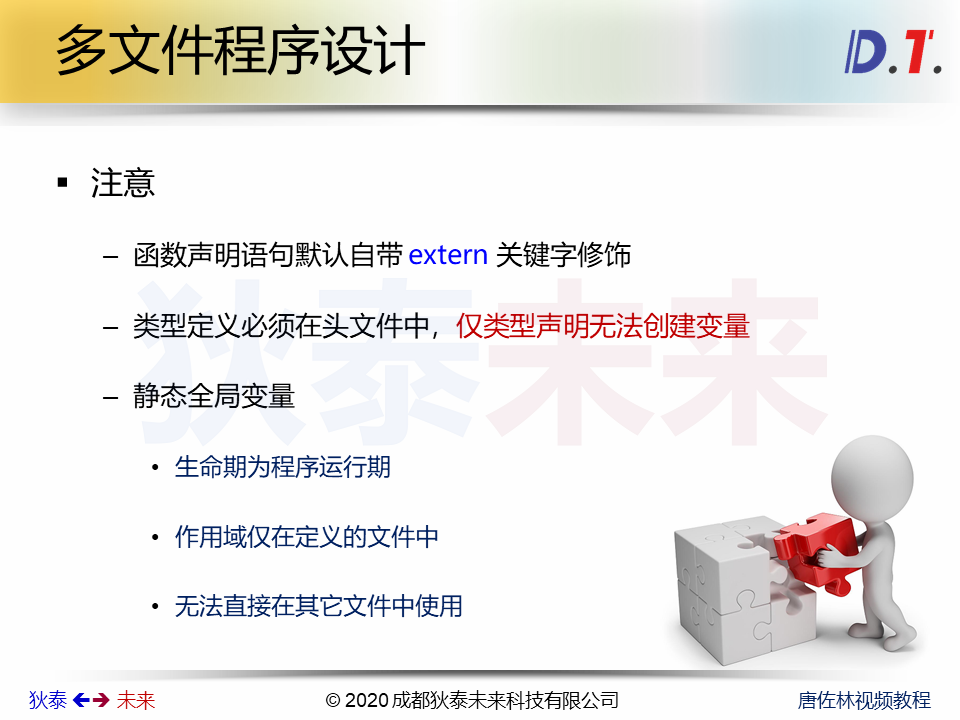 多文件程序设计
D.T.
▪ 注意
– 函数声明语句默认自带 extern 关键字修饰
– 类型定义必须在头文件中，仅类型声明无法创建变量
– 静态全局变量
• 生命期为程序运行期
• 作用域仅在定义的文件中
• 无法直接在其它文件中使用
狄泰未来
狄泰 ←→ 未来
© 2020 成都狄泰未来科技有限公司
唐佐林视频教程